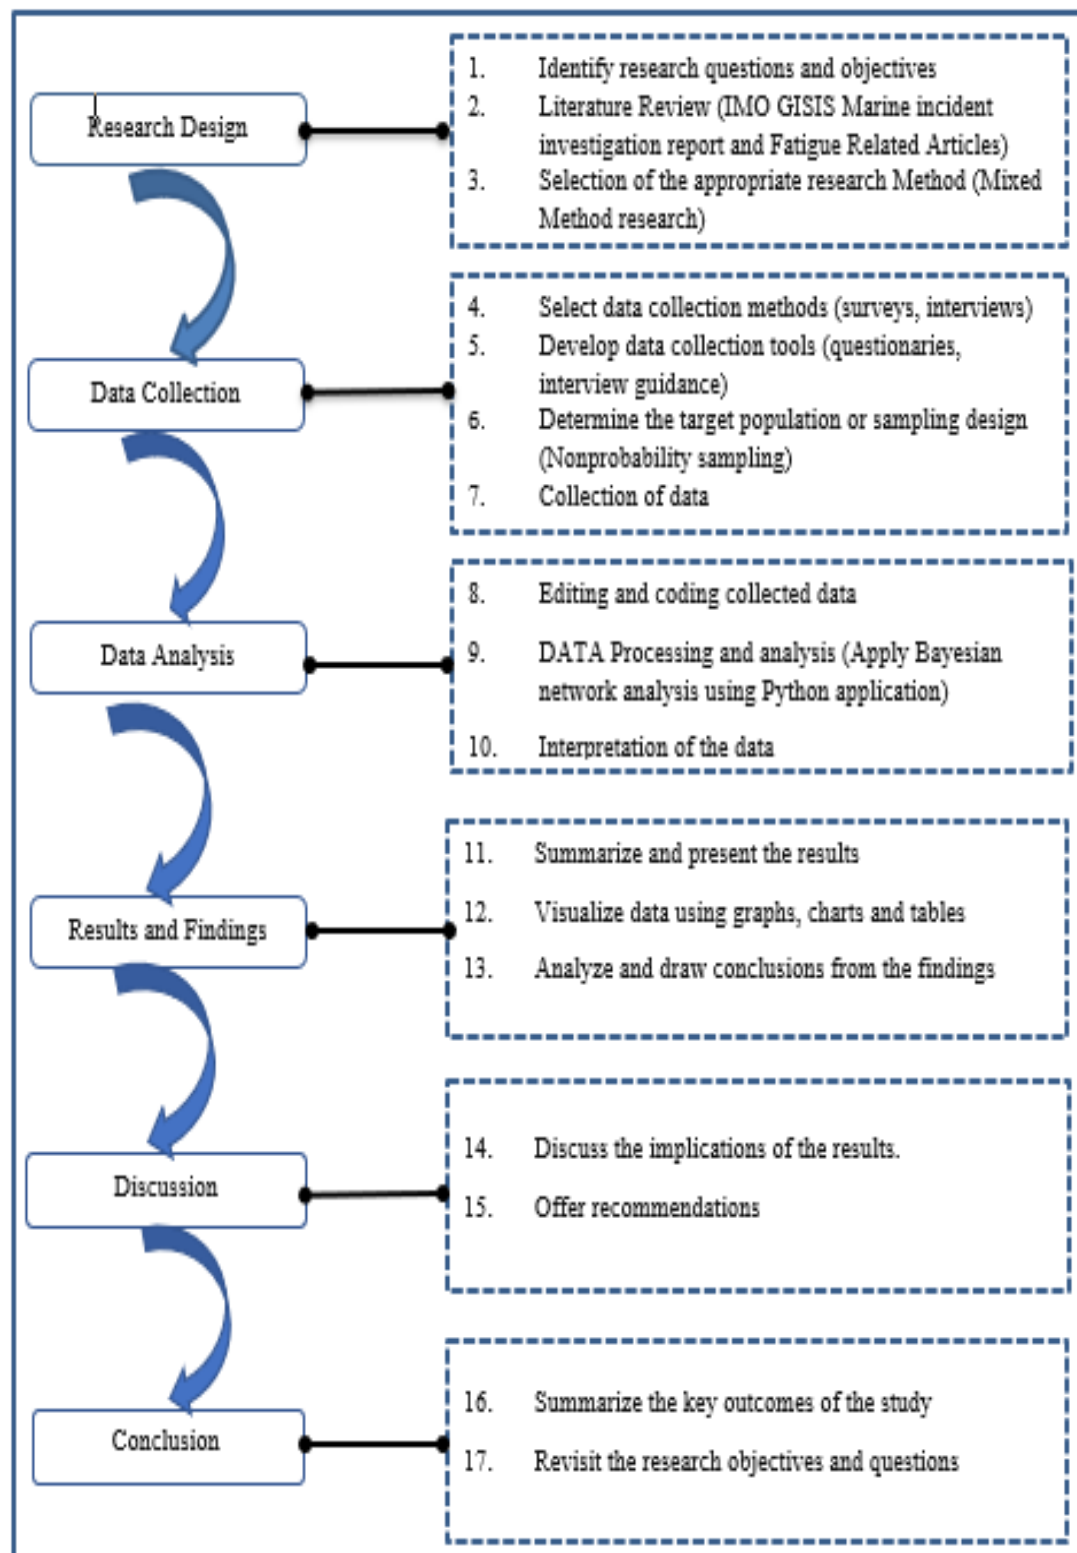 Research Design
1. Identify research questions and objectives
2. Literature Review (IMO GISIS Marine incident
investigation report and Fatigue Related Articles)
3. Selection of the appropriate research Method (Mixed
Method research)
Data Collection
4. Select data collection methods (surveys, interviews)
5. Develop data collection tools (questionaries,
interview guidance)
6. Determine the target population or sampling design
(Nonprobability sampling)
7. Collection of data
Data Analysis
8. Editing and coding collected data
9. DATA Processing and analysis (Apply Bayesian
network analysis using Python application)
10. Interpretation of the data
Results and Findings
11. Summarize and present the results
12. Visualize data using graphs, charts and tables
13. Analyze and draw conclusions from the findings
Discussion
14. Discuss the implications of the results.
15. Offer recommendations
Conclusion
16. Summarize the key outcomes of the study
17. Revisit the research objectives and questions